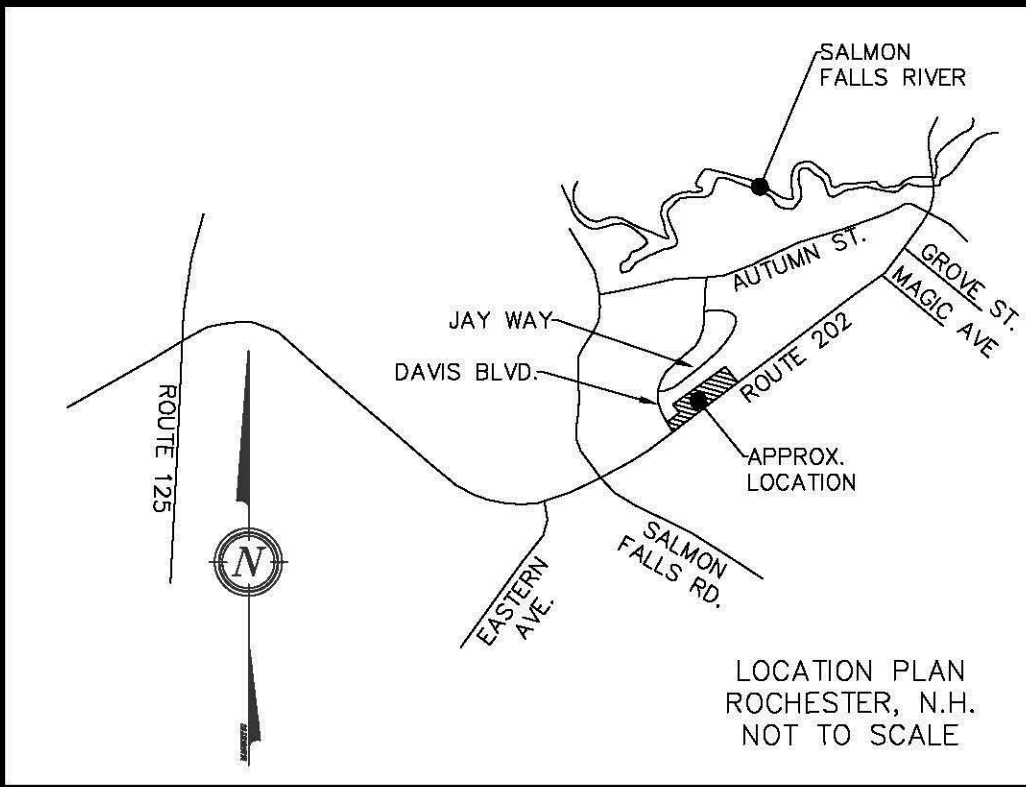 SALMON
FALLS RIVER
AUTUMN ST.
GROVE ST.
MAGIC AVE
JAY WAY
ROUTE 202
DAVIS BLVD.
ROUTE 125
APPROX.
LOCATION
SALMON
FALLS RD.
EASTERN
AVE.
N
LOCATION PLAN
ROCHESTER, N.H.
NOT TO SCALE